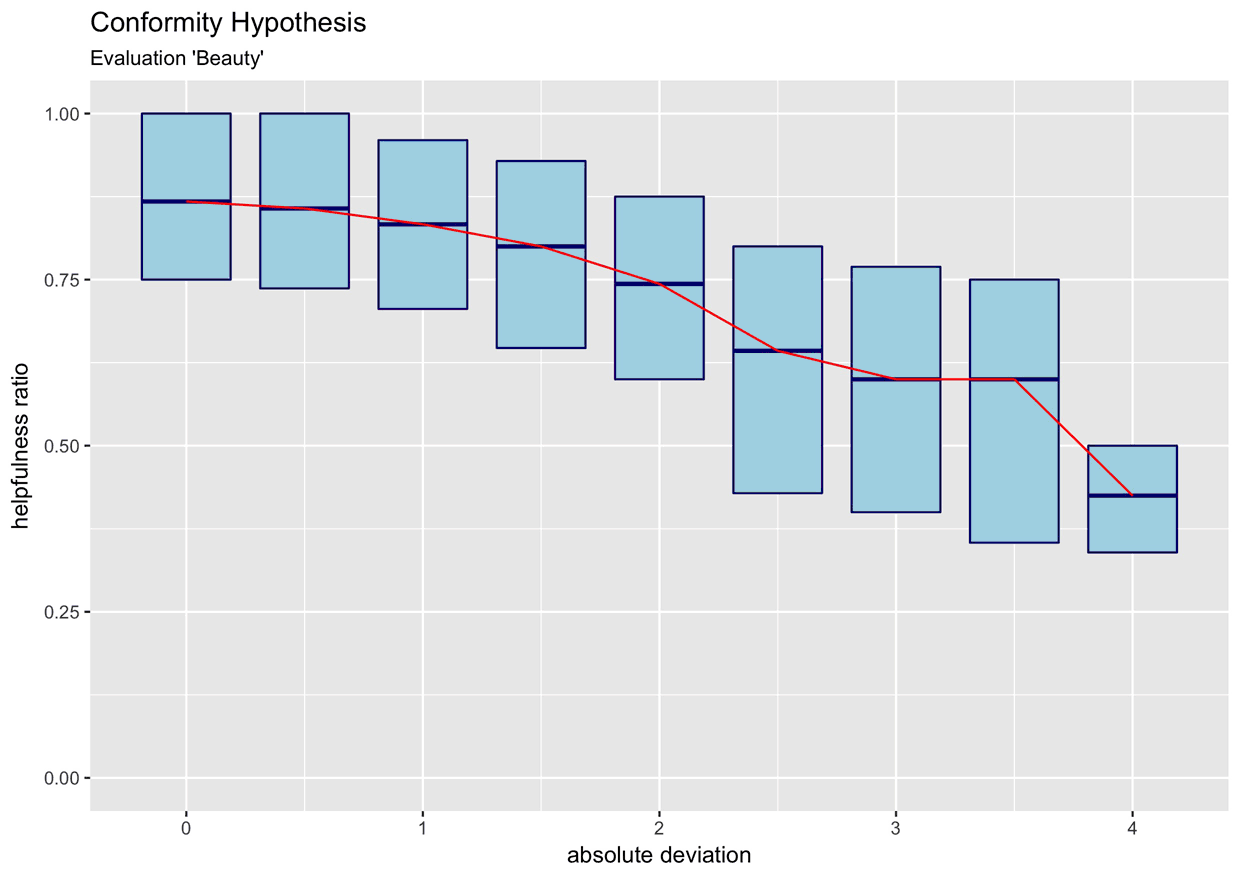 Conformity Hypothesis
Evaluation 'Beauty'
helpfulness ratio
1.00
0.75
0.50
0.25
0.00
0 1 2 3 4
absolute deviation